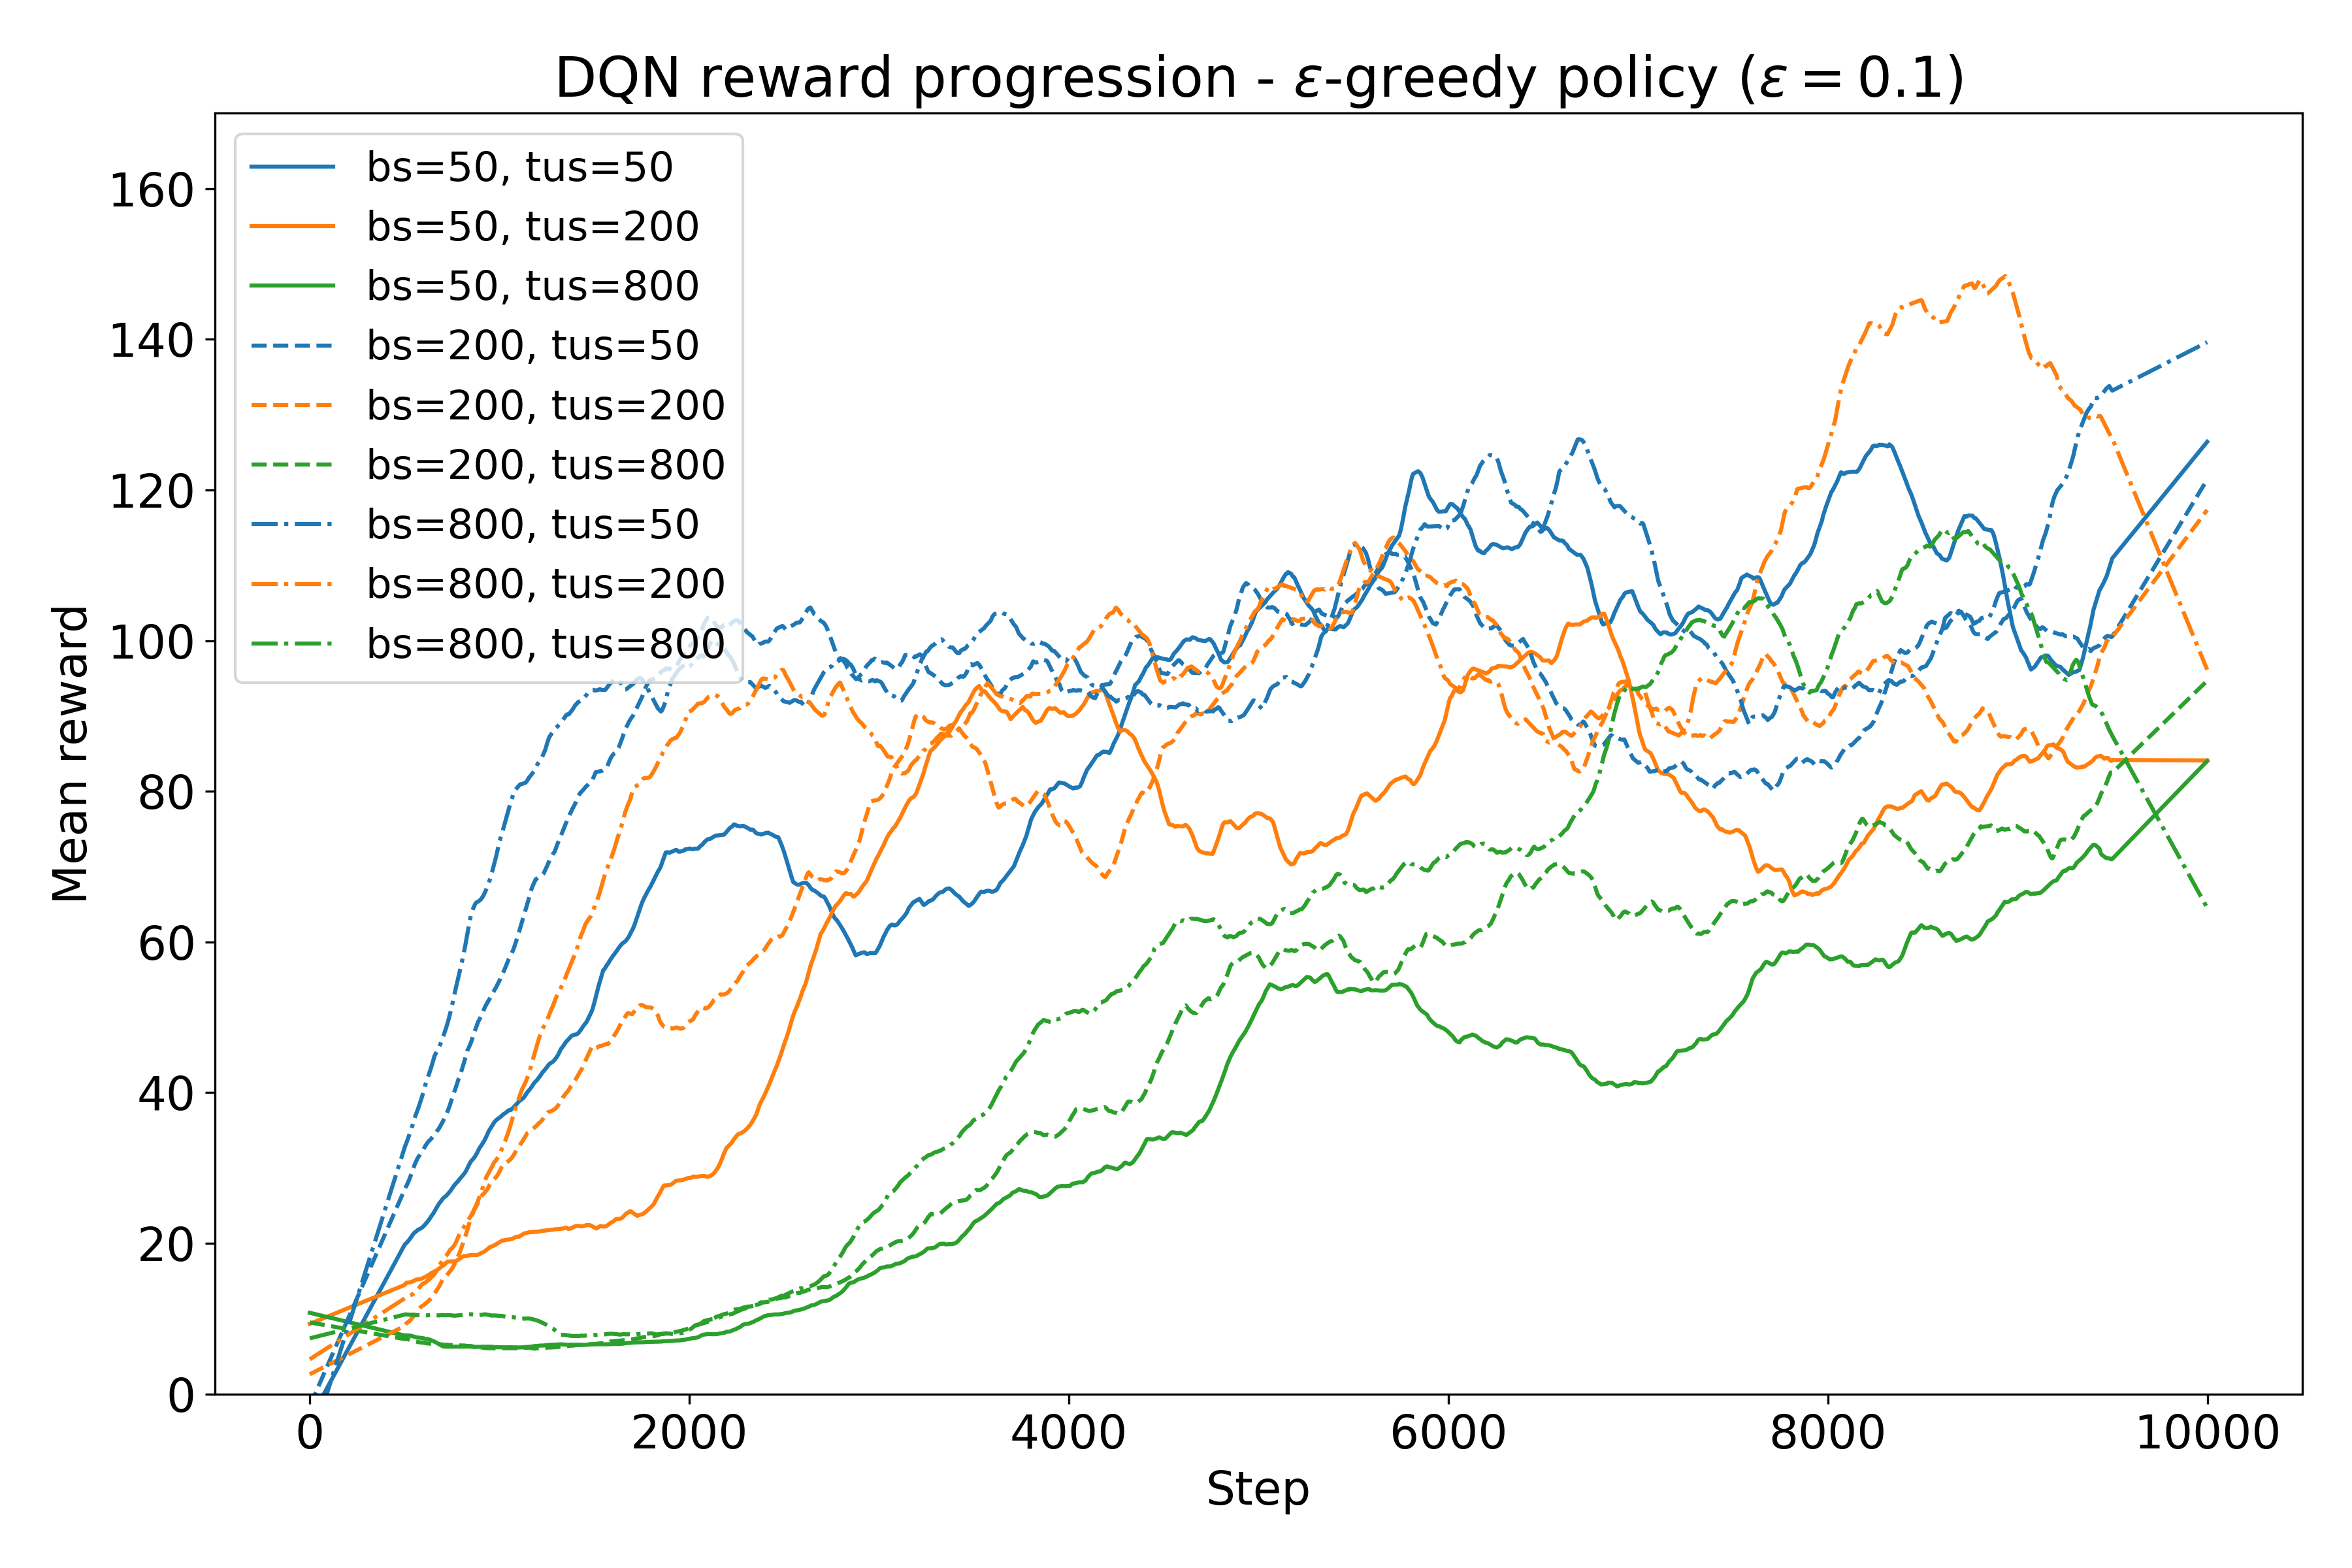 DQN reward progression - ε-greedy policy (ε = 0.1)
bs=50, tus=50
bs=50, tus=200
bs=50, tus=800
bs=200, tus=50
bs=200, tus=200
bs=200, tus=800
bs=800, tus=50
bs=800, tus=200
bs=800, tus=800
160
140
120
100
80
60
40
20
0
Mean reward
0 2000 4000 6000 8000 10000
Step